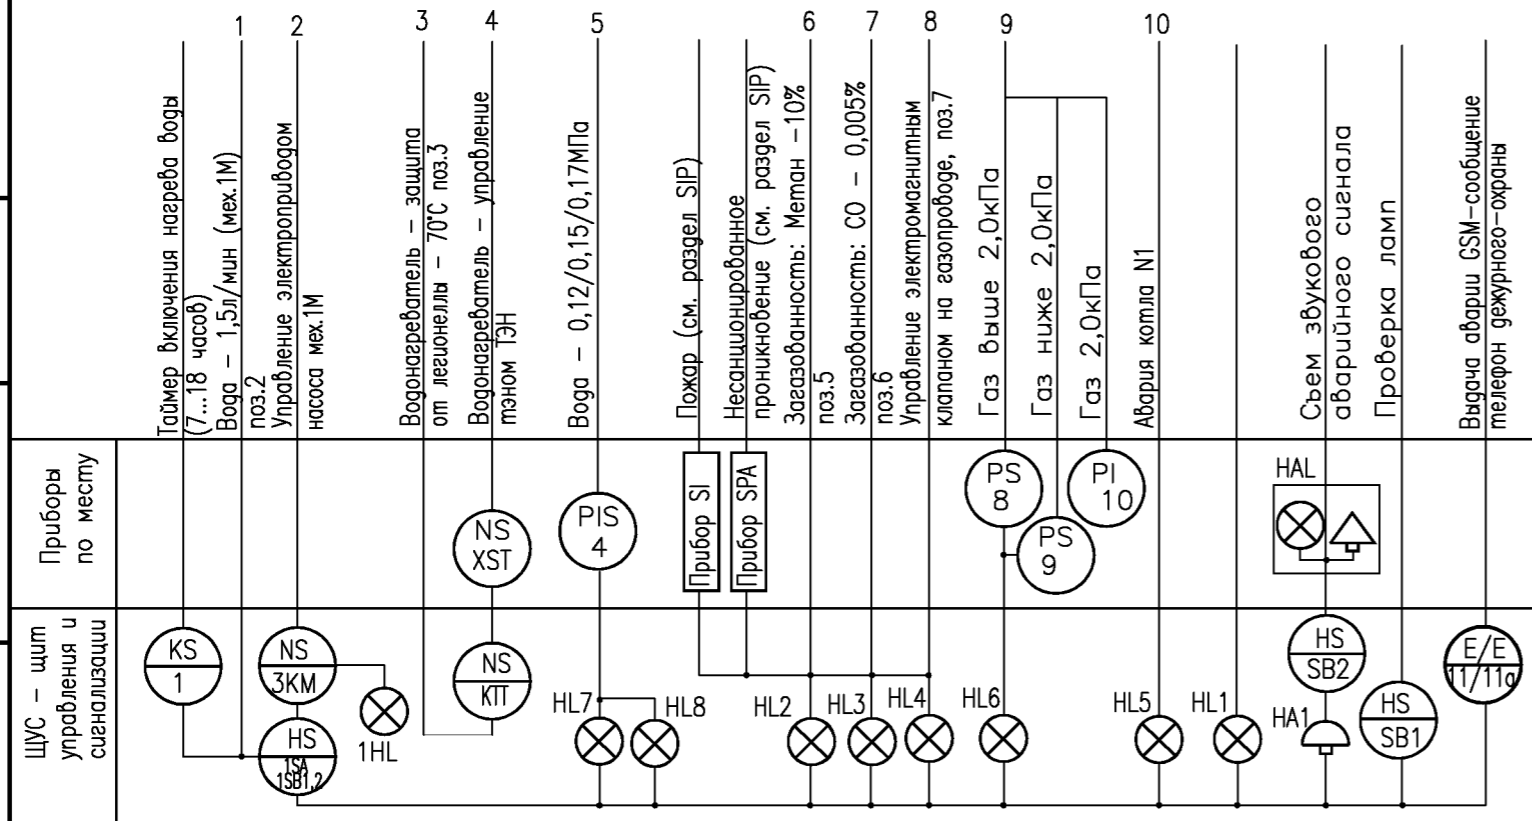 1
2
3
4
5
6
7
8
9
10
Таймер включения нагрева воды
(7...18 часов)
Вода – 1,5л/мин (мех.1М)
поз.2
Управление электроприводом
насоса мех.1М
Водонагреватель – защита
от легионеллы – 70°С поз.3
Водонагреватель – управление
тэном ТЭН
Вода – 0,12/0,15/0,17МПа
Пожар (см. раздел SIP)
Несанкционированное
проникновение (см. раздел SIP)
Загазованность: Метан –10%
поз.5
Загазованность: СО – 0,005%
поз.6
Управление электромагнитным
клапаном на газопроводе, поз.7
Газ выше 2,0кПа
Газ ниже 2,0кПа
Газ 2,0кПа
Авария котла N1
Съем звукового
аварийного сигнала
Проверка ламп
Выдача аварии GSM–сообщение
телефон дежурного–охраны
Приборы
по месту
NS
XST
PIS
4
Прибор SI
Прибор SPA
PS
8
PS
9
PI
10
HAL
ЩУС – щит
управления и
сигнализации
KS
1
NS
3KM
HS
1SA
1SB1,2
1HL
NS
KTT
HL7
HL8
HL2
HL3
HL4
HL6
HL5
HL1
HS
SB2
HA1
HS
SB1
E/E
11/11a